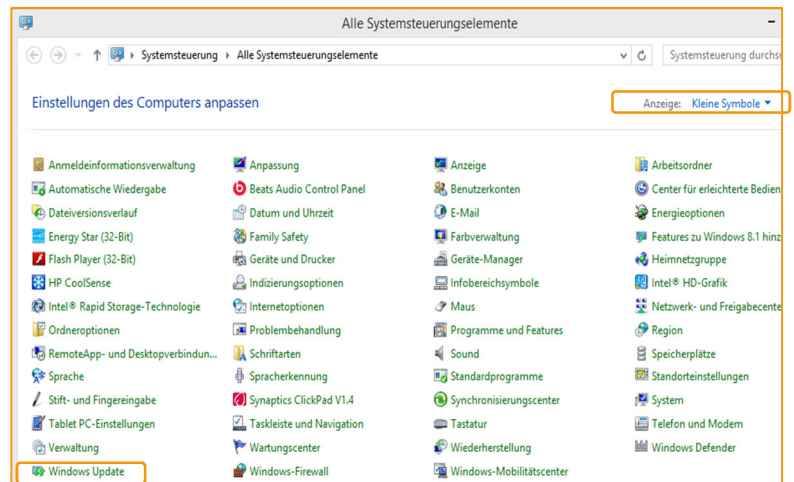 Alle Systemsteuerungselemente
Systemsteuerung Alle Systemsteuerungselemente Systemsteuerung durchs
Einstellungen des Computers anpassen Anzeige: Kleine Symbole
Anmeldeinformationsverwaltung Anpassung Anzeige Arbeitsordner
Automatische Wiedergabe Beats Audio Control Panel Benutzerkonten Center für erleichterte Bedien
Dateiversionsverlauf Datum und Uhrzeit E-Mail Energieoptionen
Energy Star (32-Bit) Family Safety Farbverwaltung Features zu Windows 8.1 hinz
Flash Player (32-Bit) Geräte und Drucker Geräte-Manager Heimnetzgruppe
HP CoolSense Indizierungsoptionen Infobereichsymbole Intel® HD-Grafik
Intel® Rapid Storage-Technologie Internetoptionen Maus Netzwerk- und Freigabecente
Ordneroptionen Problembehandlung Programme und Features Region
RemoteApp- und Desktopverbindun... Schriftarten Sound Speicherplätze
Sprache Spracherkennung Standardprogramme Standorteinstellungen
Stift- und Fingereingabe Synaptics ClickPad V1.4 Synchronisierungscenter System
Tablet PC-Einstellungen Taskleiste und Navigation Tastatur Telefon und Modem
Verwaltung Wartungscenter Wiederherstellung Windows Defender
Windows Update Windows-Firewall Windows-Mobilitätscenter